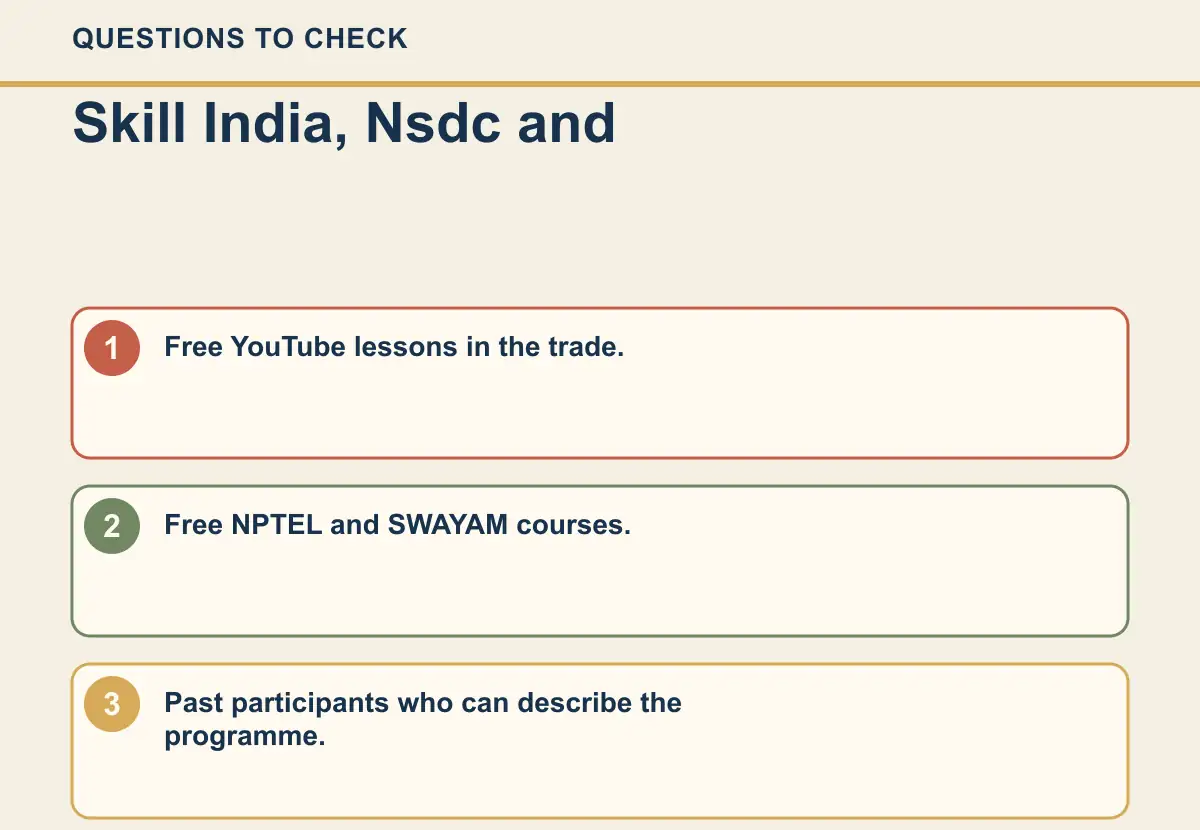 QUESTIONS TO CHECK
Skill India, Nsdc and
1
Free YouTube lessons in the trade.
2
Free NPTEL and SWAYAM courses.
3
Past participants who can describe the
programme.